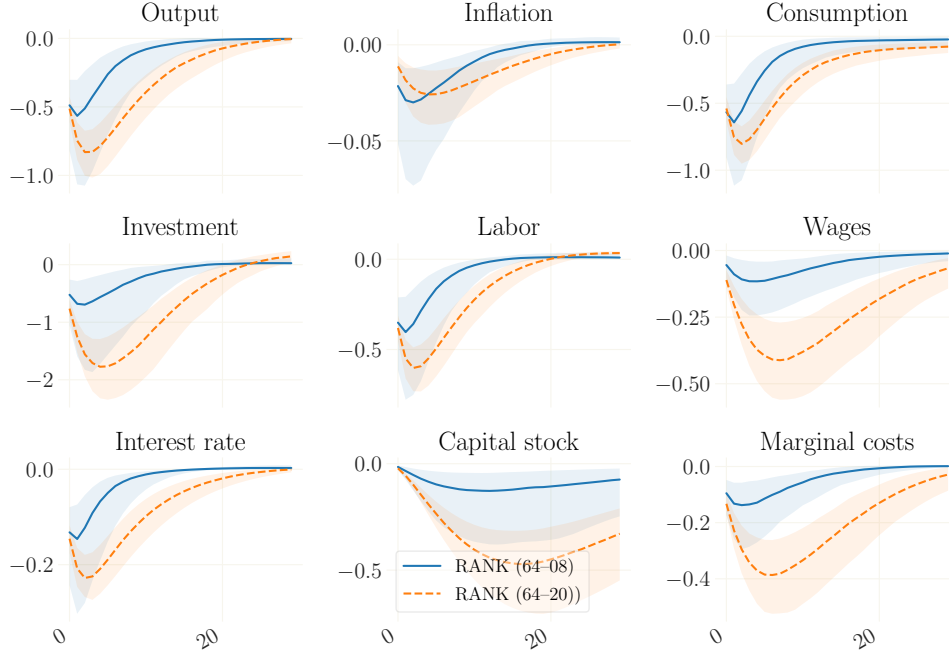 Output
Inflation
Consumption
0.0
−0.5
−1.0
0.00
−0.05
0.0
−0.5
−1.0
Investment
Labor
Wages
0
−1
−2
0.0
−0.5
0.00
−0.25
−0.50
Interest rate
Capital stock
Marginal costs
0.0
−0.2
0.0
−0.5
0.0
−0.2
−0.4
RANK (64–08)
RANK (64–20))
0
20
0
20
0
20